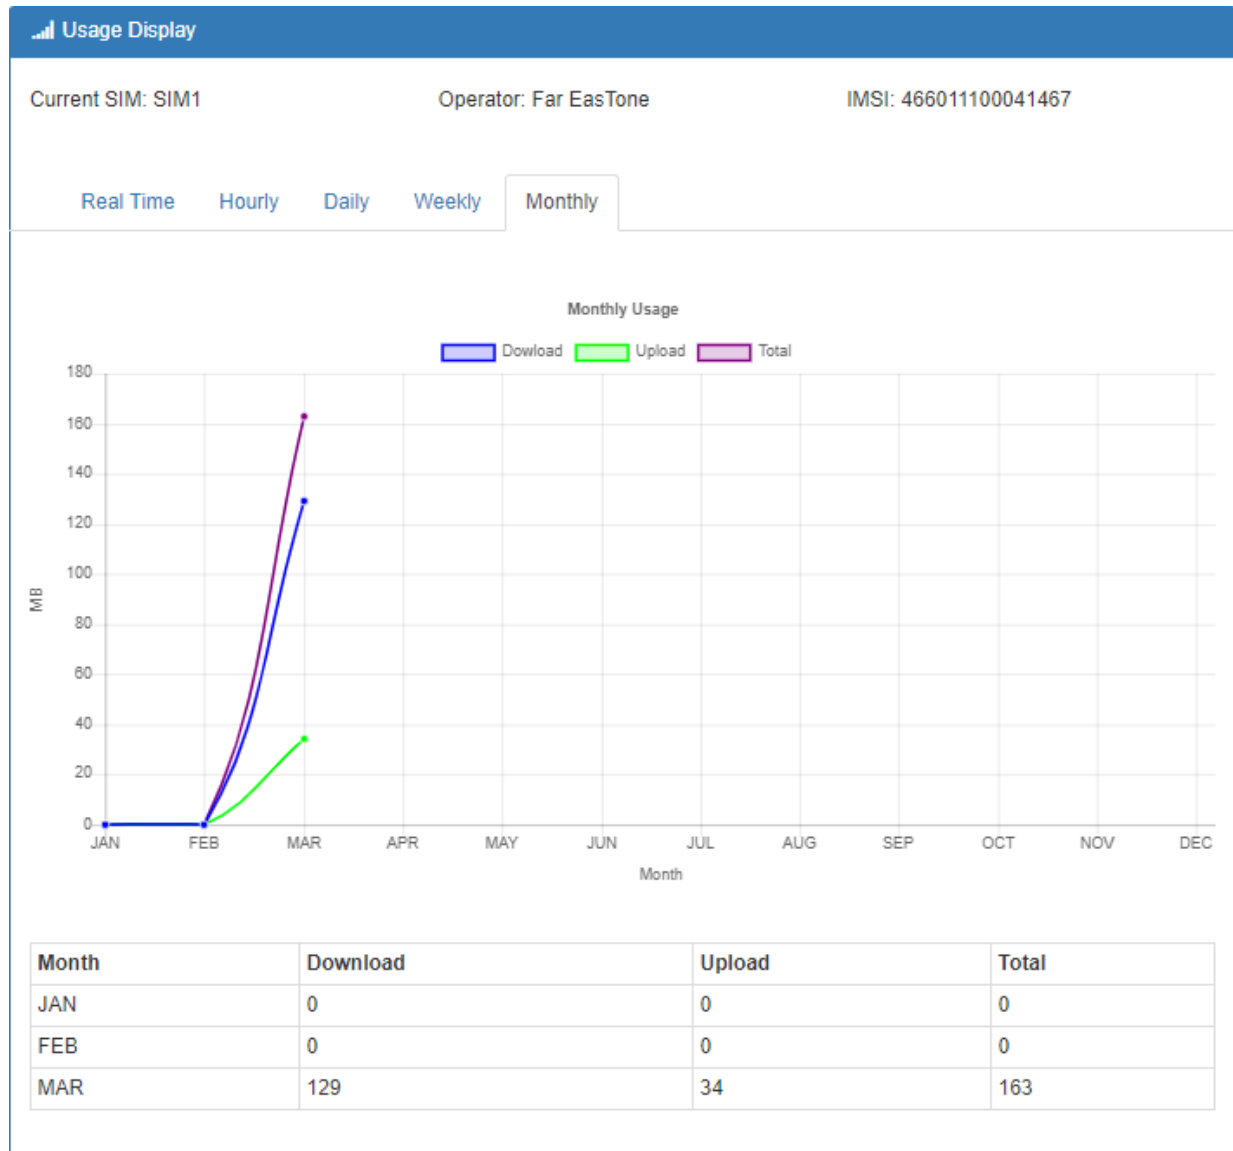 Usage Display
Current SIM: SIM1 Operator: Far EasTone IMSI: 466011100041467
Real Time Hourly Daily Weekly Monthly
Monthly Usage
Dowload Upload Total
180
160
140
120
100
80
60
40
20
0
MB
JAN FEB MAR APR MAY JUN JUL AUG SEP OCT NOV DEC
Month
Month Download Upload Total
JAN 0 0 0
FEB 0 0 0
MAR 129 34 163